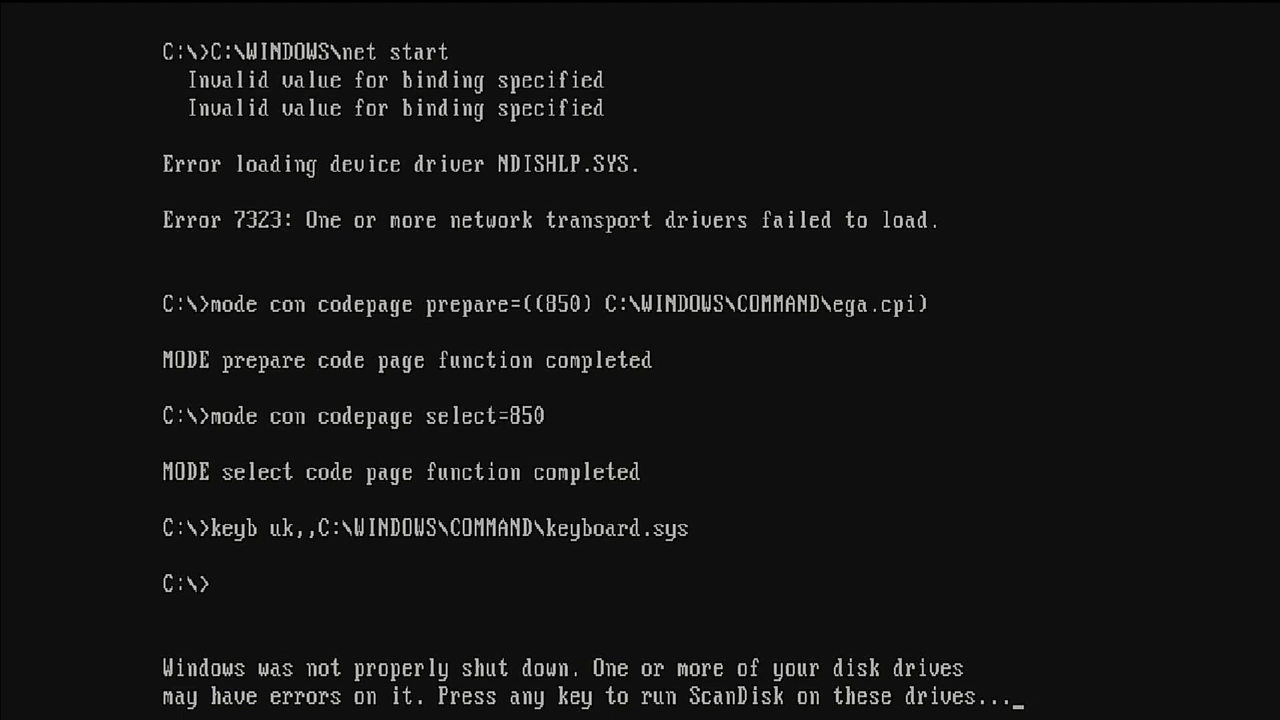 C:\>C:\WINDOWS\net start
Invalid value for binding specified
Invalid value for binding specified
Error loading device driver NDISHLP.SYS.
Error 7323: One or more network transport drivers failed to load.
C:\>mode con codepage prepare=((850) C:\WINDOWS\COMMAND\ega.cpi)
MODE prepare code page function completed
C:\>mode con codepage select=850
MODE select code page function completed
C:\>keyb uk,,C:\WINDOWS\COMMAND\keyboard.sys
C:\>
Windows was not properly shut down. One or more of your disk drives
may have errors on it. Press any key to run ScanDisk on these drives..._